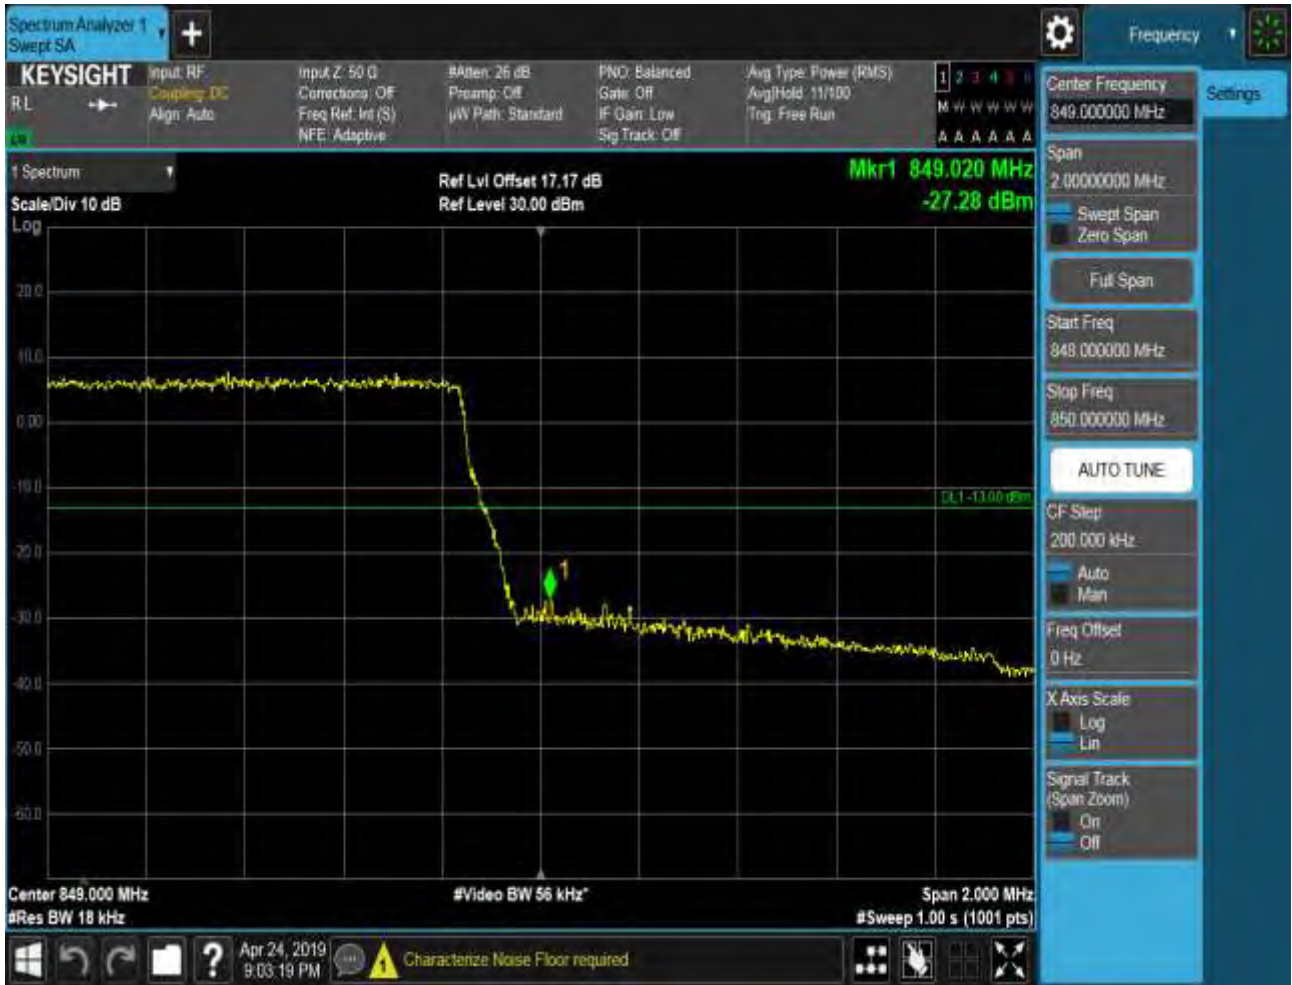 Spectrum Analyzer 1
Swept SA
+
Frequency
KEYSIGHT
RL
Input: RF
Coupling: DC
Align: Auto
Input Z: 50 Ω
Corrections: Off
Freq Ref: Int (S)
NFE: Adaptive
#Atten: 26 dB
Preamp: Off
µW Path: Standard
PNO: Balanced
Gate: Off
IF Gain: Low
Sig Track: Off
Avg Type: Power (RMS)
Avg|Hold: 11/100
Trig: Free Run
1 2 3 4 5 6
M W W W W W
A A A A A A
1 Spectrum
Scale/Div 10 dB
Log
Ref Lvl Offset 17.17 dB
Ref Level 30.00 dBm
Mkr1 849.020 MHz
-27.28 dBm
20.0
10.0
0.00
-10.0
DL1 -13.00 dBm
-20.0
1
-30.0
-40.0
-50.0
-60.0
Center 849.000 MHz
#Res BW 18 kHz
#Video BW 56 kHz*
Span 2.000 MHz
#Sweep 1.00 s (1001 pts)
Center Frequency
849.000000 MHz
Settings
Span
2.00000000 MHz
Swept Span
Zero Span
Full Span
Start Freq
848.000000 MHz
Stop Freq
850.000000 MHz
AUTO TUNE
CF Step
200.000 kHz
Auto
Man
Freq Offset
0 Hz
X Axis Scale
Log
Lin
Signal Track
(Span Zoom)
On
Off
?
Apr 24, 2019
9:03:19 PM
1
Characterize Noise Floor required